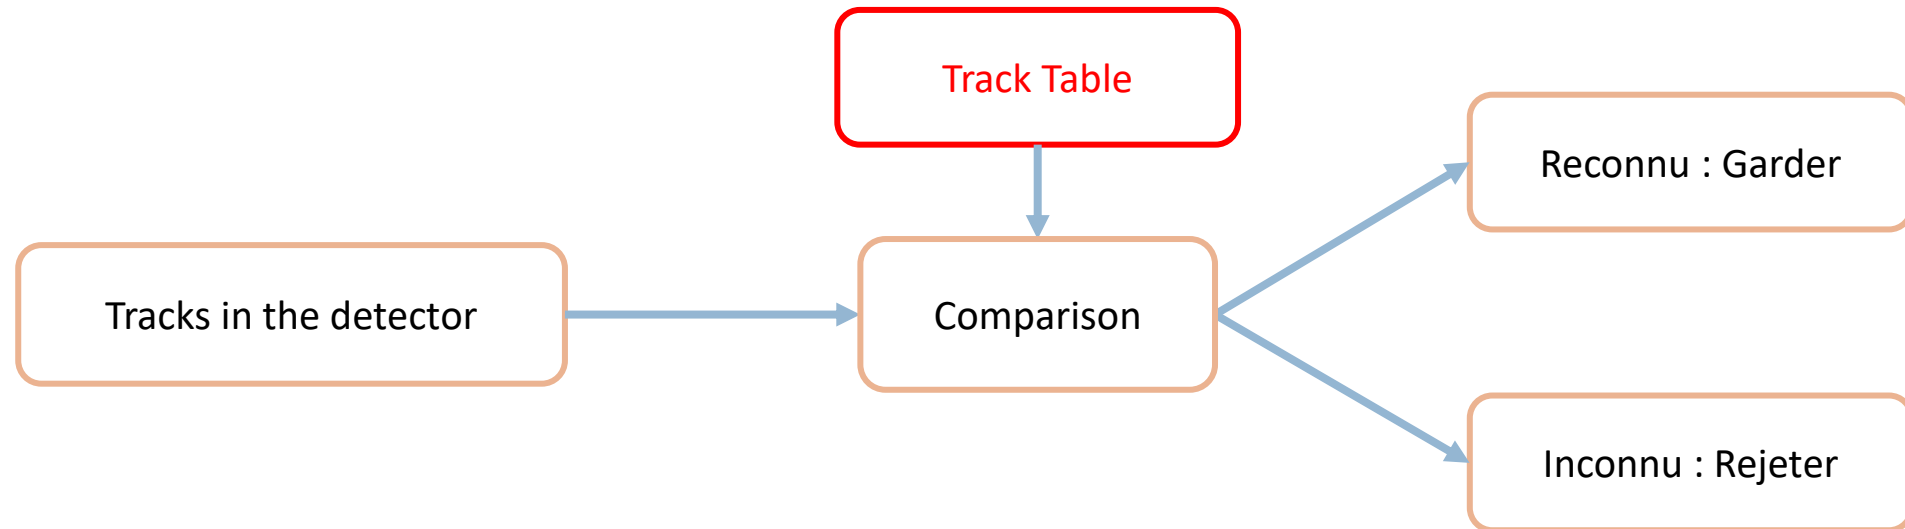 Track Table
Reconnu : Garder
Tracks in the detector
Comparison
Inconnu : Rejeter